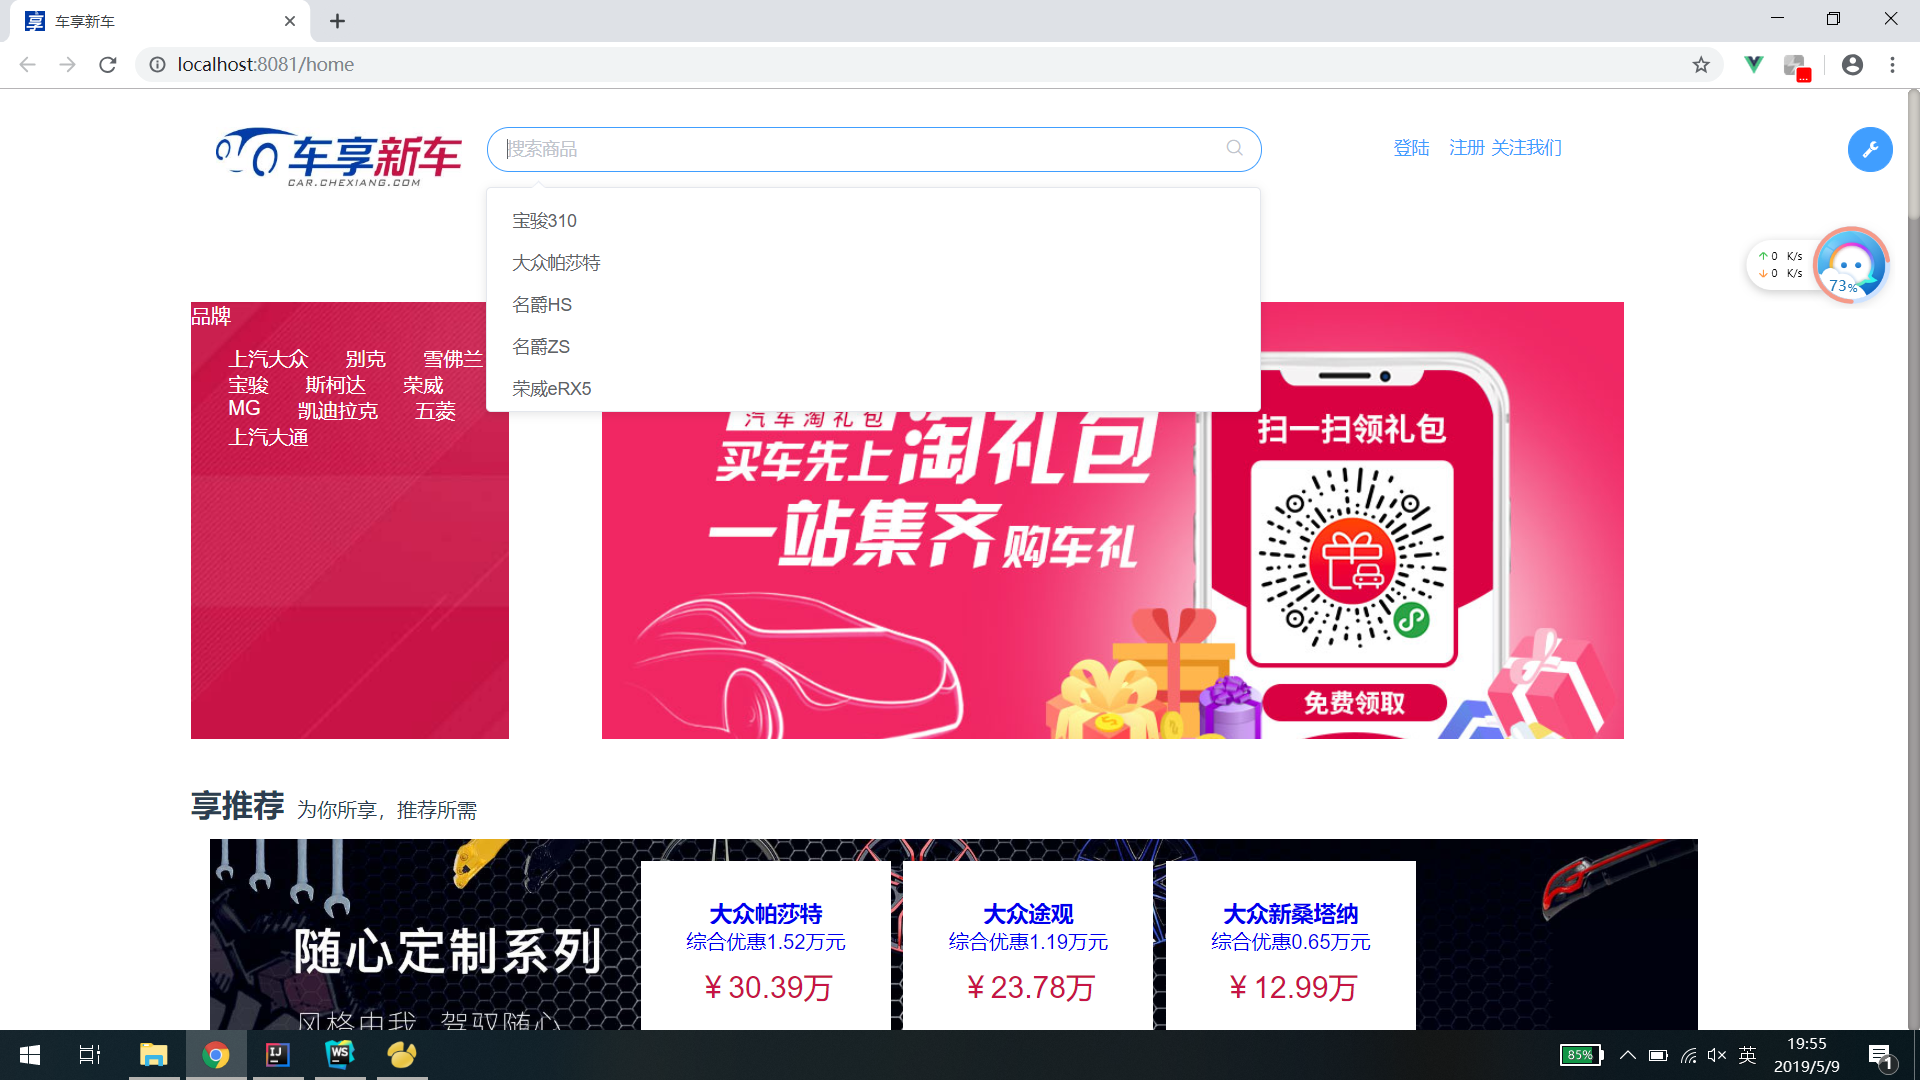 享 车享新车
localhost:8081/home
车享新车
CAR.CHEXIANG.COM
搜索商品
登陆 注册 关注我们
宝骏310
大众帕莎特
名爵HS
名爵ZS
荣威eRX5
0 K/s
0 K/s
73%
品牌
上汽大众 别克 雪佛兰
宝骏 斯柯达 荣威
MG 凯迪拉克 五菱
上汽大通
汽车淘礼包
买车先上淘礼包
一站集齐购车礼
扫一扫领礼包
免费领取
享推荐 为你所享，推荐所需
随心定制系列
风格由我 驾驭随心
大众帕莎特
综合优惠1.52万元
¥30.39万
大众途观
综合优惠1.19万元
¥23.78万
大众新桑塔纳
综合优惠0.65万元
¥12.99万
IJ
WS
85%
英
19:55
2019/5/9
1